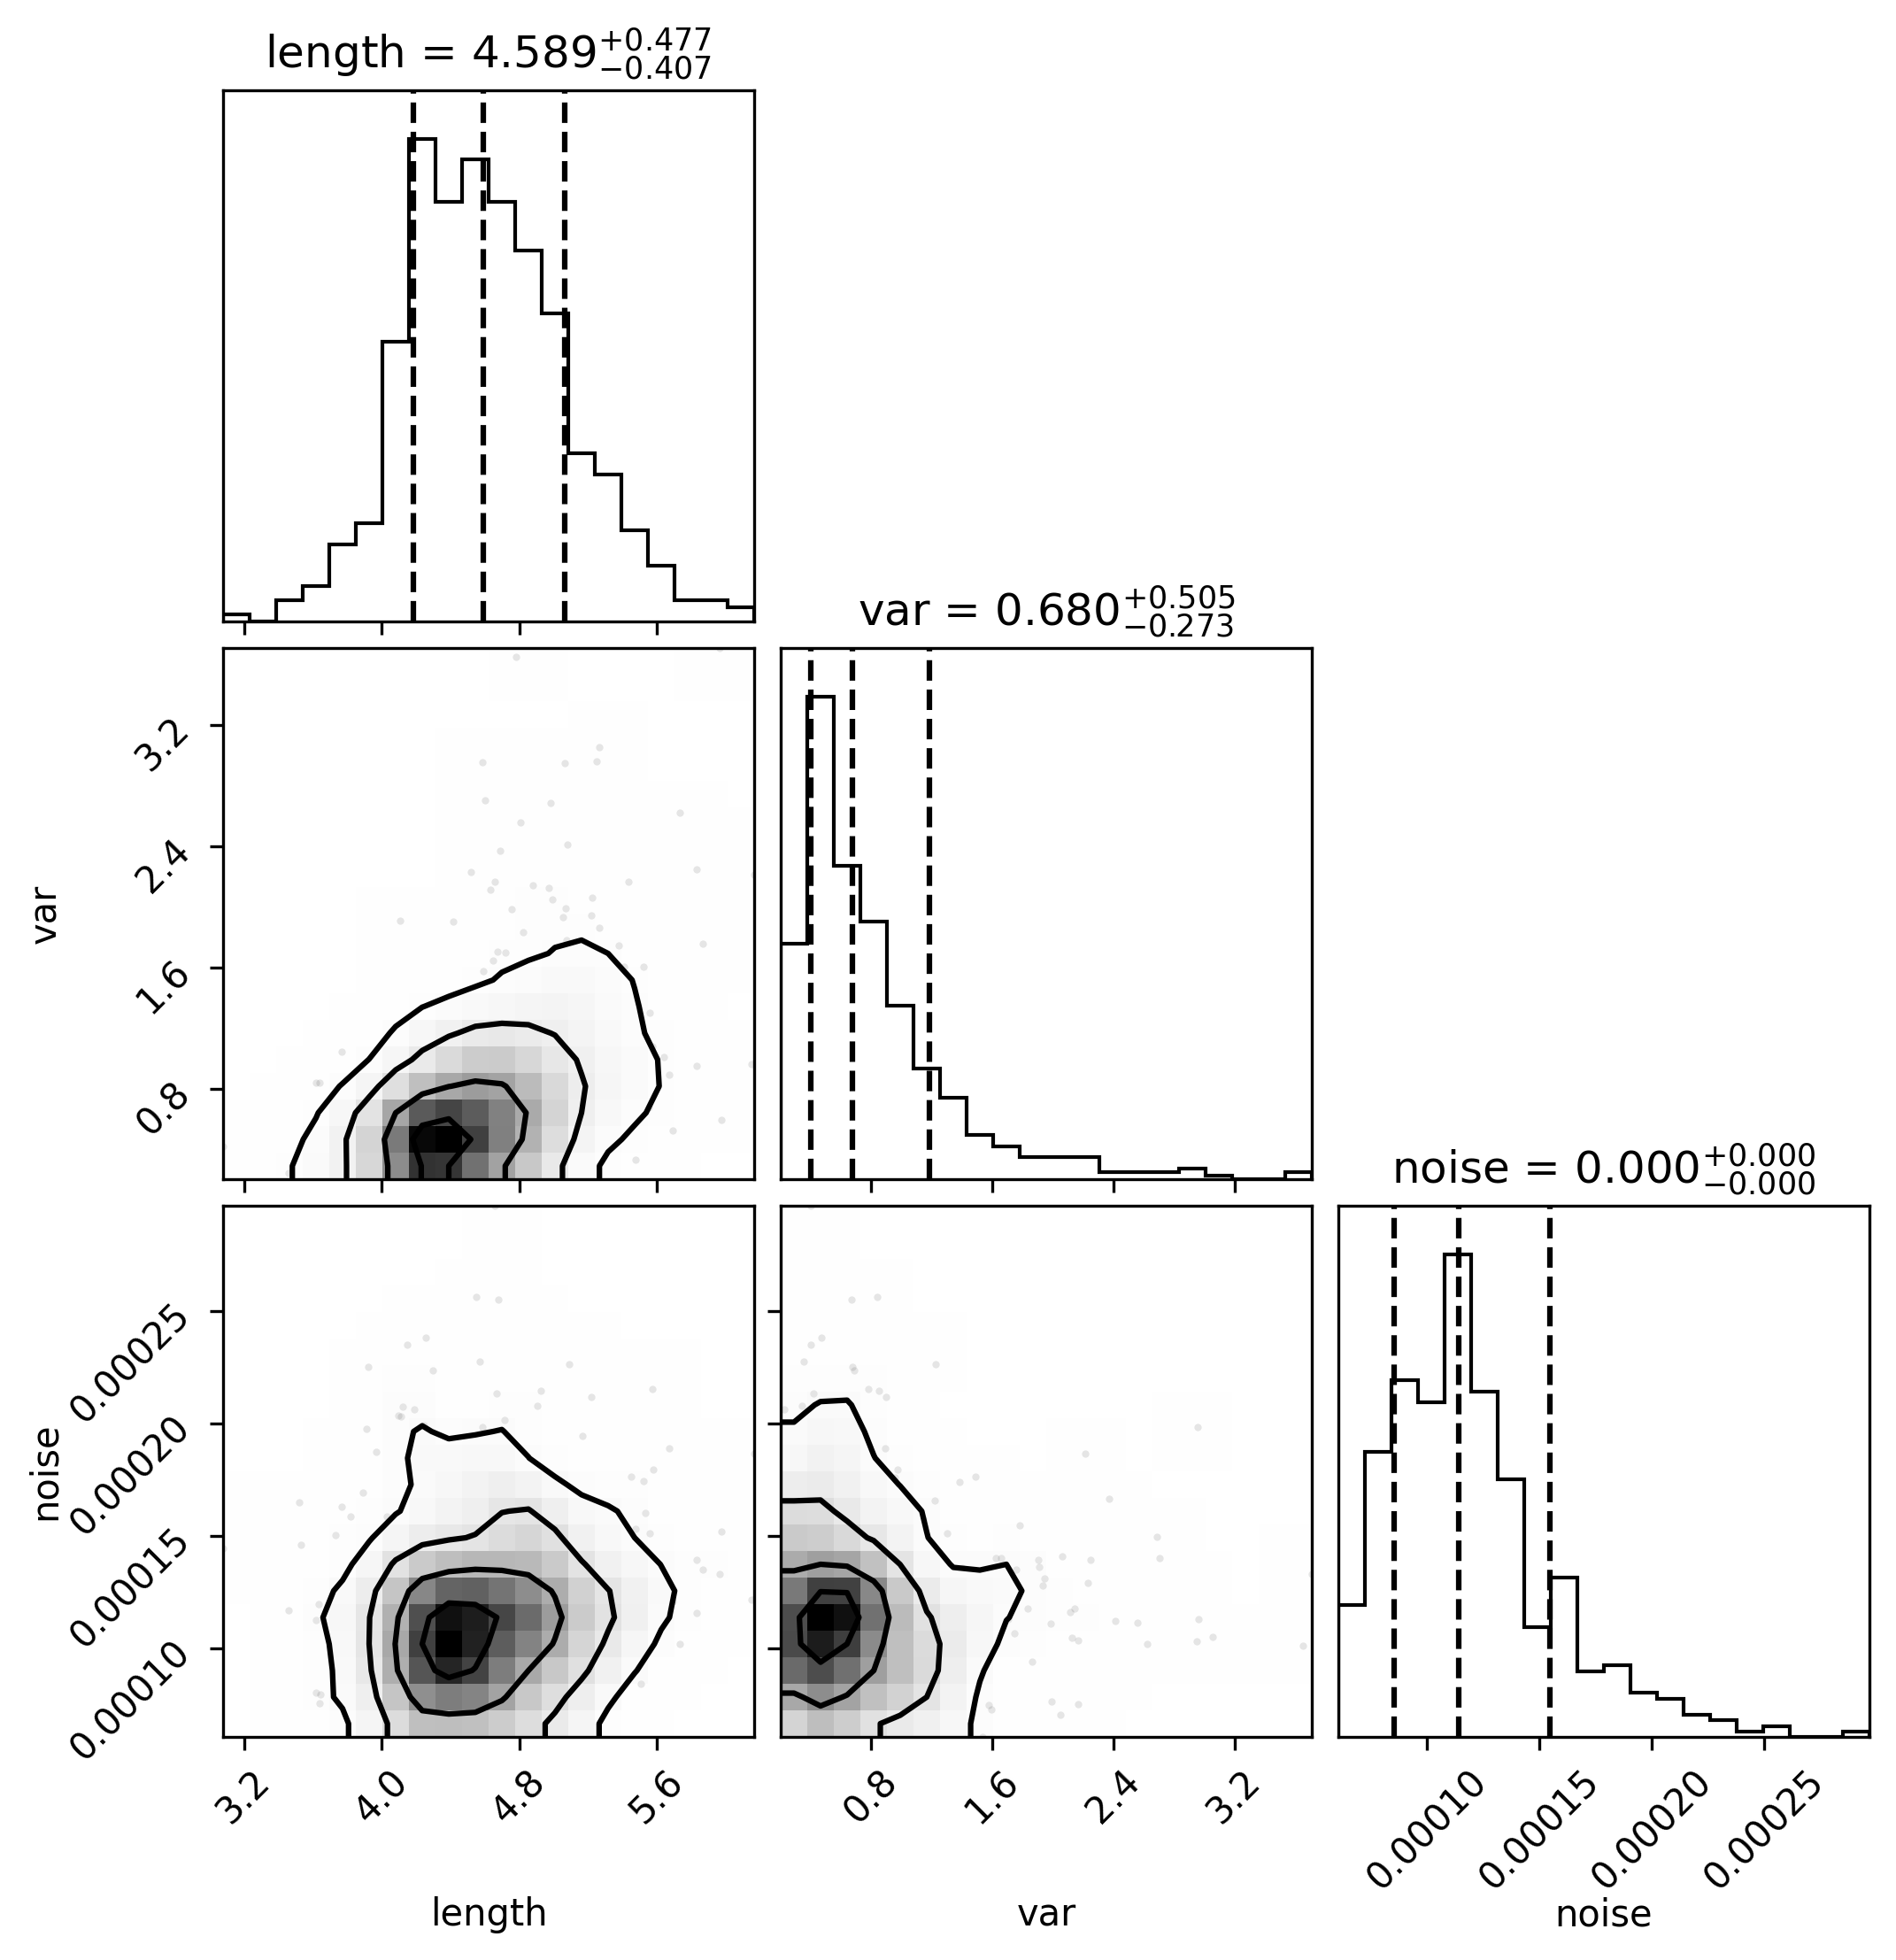 length = 4.589 +0.477 −0.407
var = 0.680 +0.505 −0.273
3.2
2.4
1.6
0.8
var
noise = 0.000 +0.000 −0.000
0.00025
0.00020
0.00015
0.00010
noise
3.2 4.0 4.8 5.6
0.8 1.6 2.4 3.2
0.00010 0.00015 0.00020 0.00025
length var noise